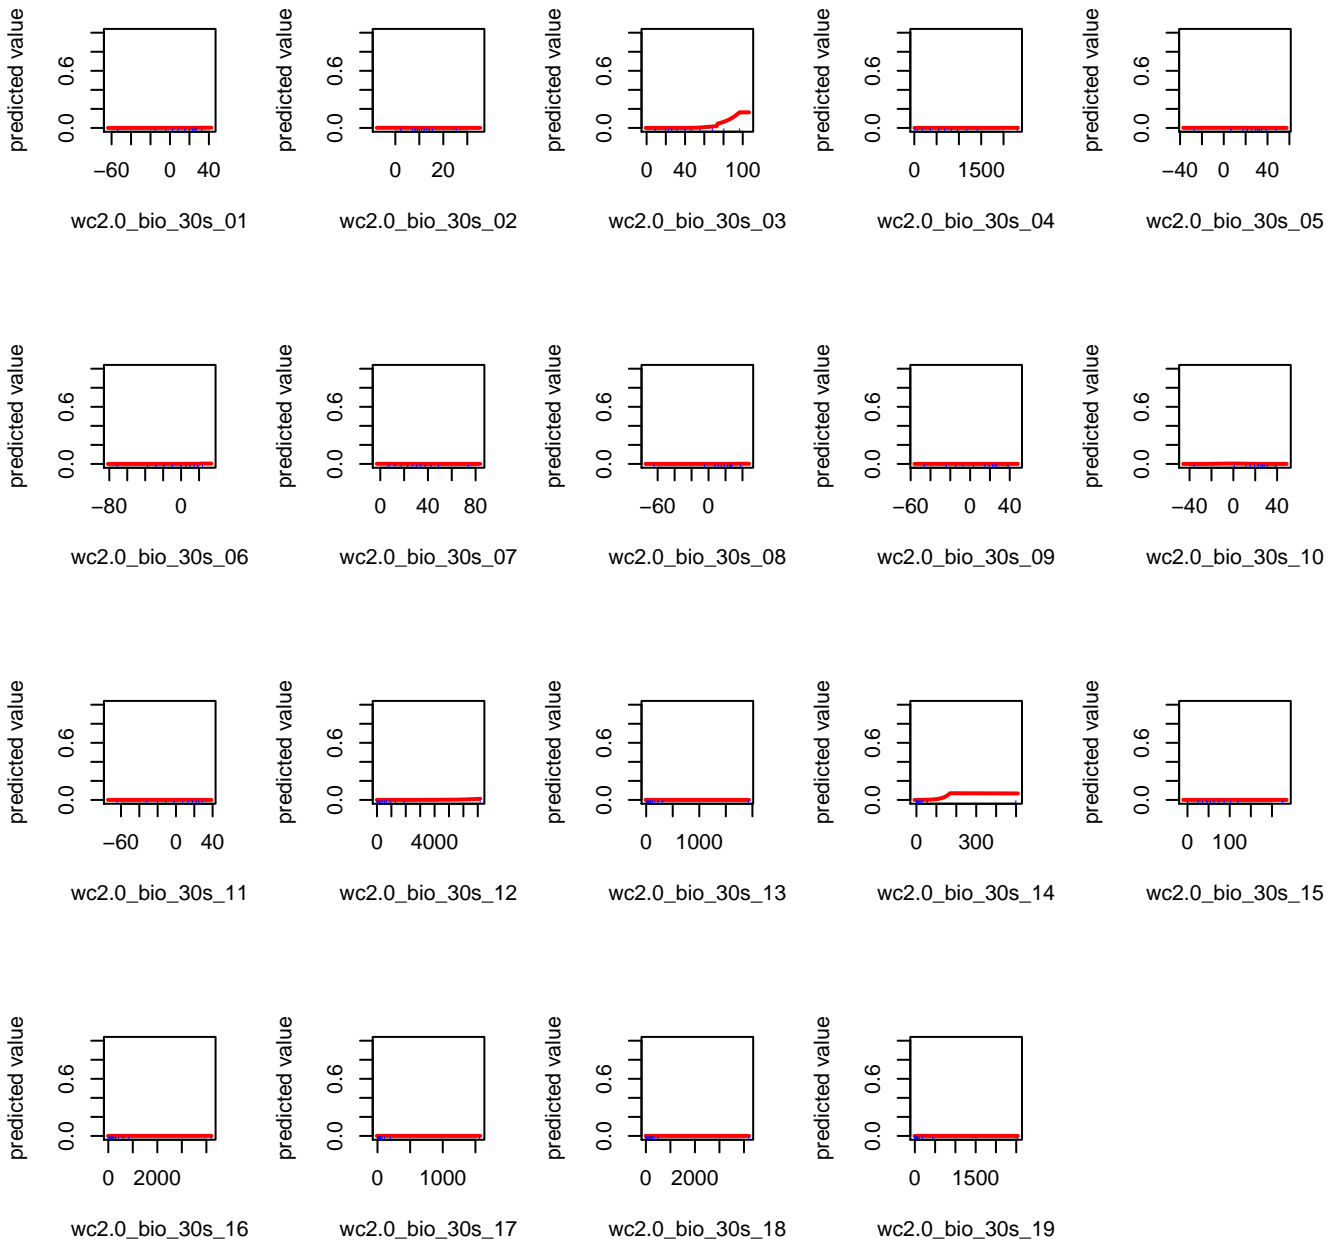 predicted value
0.0 0.6
−60 0 40
wc2.0_bio_30s_01
predicted value
0.0 0.6
0 20
wc2.0_bio_30s_02
predicted value
0.0 0.6
0 40 100
wc2.0_bio_30s_03
predicted value
0.0 0.6
0 1500
wc2.0_bio_30s_04
predicted value
0.0 0.6
−40 0 40
wc2.0_bio_30s_05
predicted value
0.0 0.6
−80 0
wc2.0_bio_30s_06
predicted value
0.0 0.6
0 40 80
wc2.0_bio_30s_07
predicted value
0.0 0.6
−60 0
wc2.0_bio_30s_08
predicted value
0.0 0.6
−60 0 40
wc2.0_bio_30s_09
predicted value
0.0 0.6
−40 0 40
wc2.0_bio_30s_10
predicted value
0.0 0.6
−60 0 40
wc2.0_bio_30s_11
predicted value
0.0 0.6
0 4000
wc2.0_bio_30s_12
predicted value
0.0 0.6
0 1000
wc2.0_bio_30s_13
predicted value
0.0 0.6
0 300
wc2.0_bio_30s_14
predicted value
0.0 0.6
0 100
wc2.0_bio_30s_15
predicted value
0.0 0.6
0 2000
wc2.0_bio_30s_16
predicted value
0.0 0.6
0 1000
wc2.0_bio_30s_17
predicted value
0.0 0.6
0 2000
wc2.0_bio_30s_18
predicted value
0.0 0.6
0 1500
wc2.0_bio_30s_19